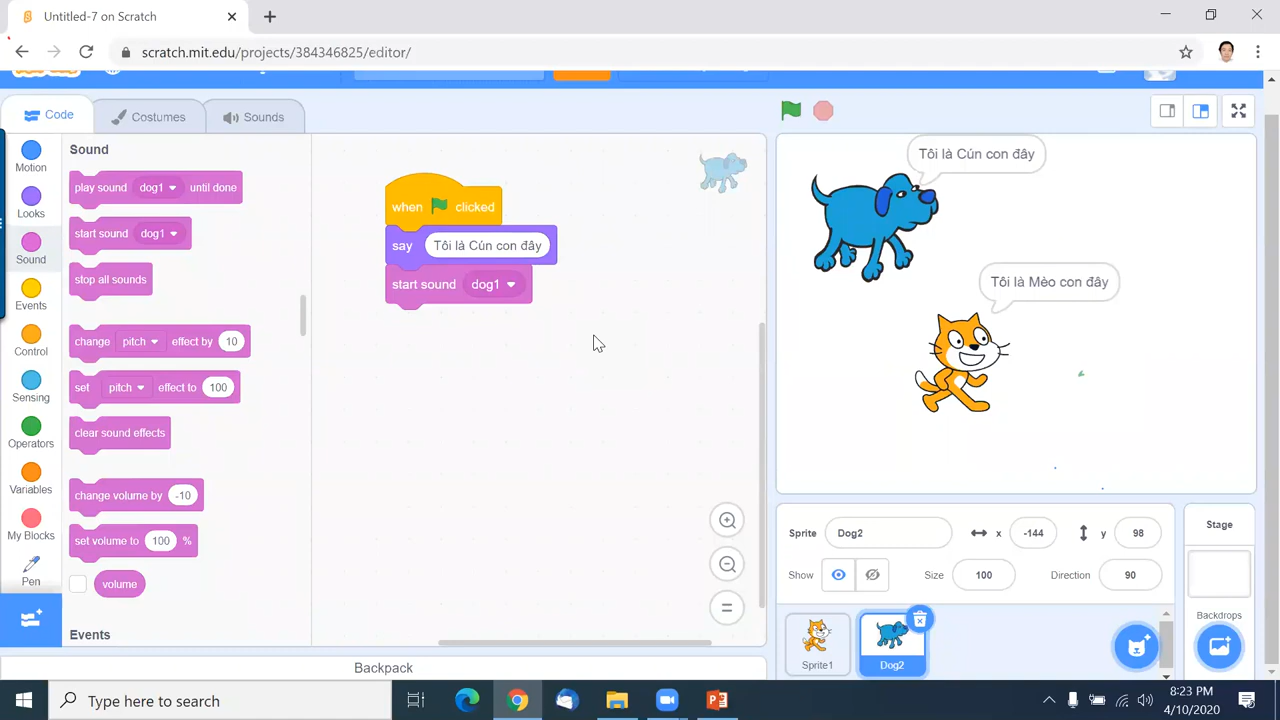 Untitled-7 on Scratch
scratch.mit.edu/projects/384346825/editor/
Code
Costumes
Sounds
Motion
Looks
Sound
Events
Control
Sensing
Operators
Variables
My Blocks
Pen
Sound
play sound dog1 until done
start sound dog1
stop all sounds
change pitch effect by 10
set pitch effect to 100
clear sound effects
change volume by -10
set volume to 100 %
volume
Events
when clicked
say Tôi là Cún con đây
start sound dog1
Backpack
Tôi là Cún con đây
Tôi là Mèo con đây
Sprite Dog2 x -144 y 98
Show Size 100 Direction 90
Sprite1
Dog2
Stage
Backdrops
Type here to search
8:23 PM
4/10/2020